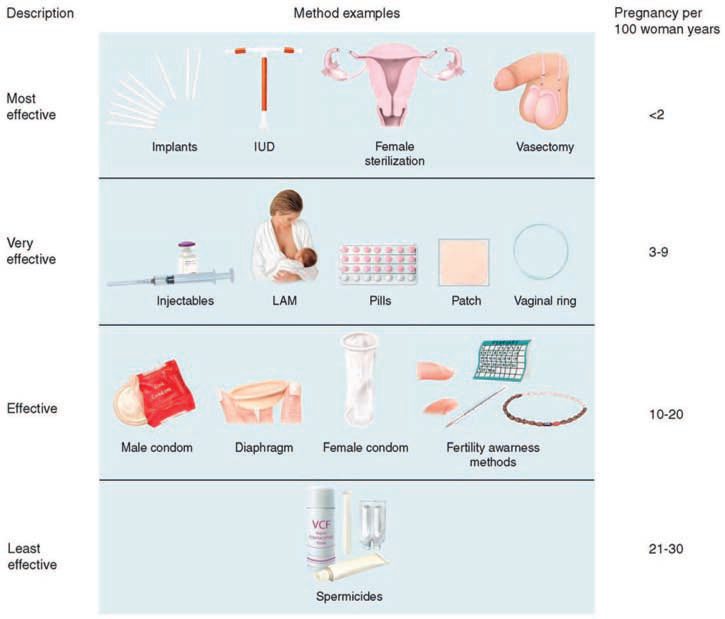 Description
Method examples
Pregnancy per
100 woman years
Most
effective
Implants
IUD
Female
sterilization
Vasectomy
<2
Very
effective
Injectables
LAM
Pills
Patch
Vaginal ring
3-9
Effective
Male condom
Diaphragm
Female condom
Fertility awarness
methods
10-20
Least
effective
VCF
Spermicides
21-30